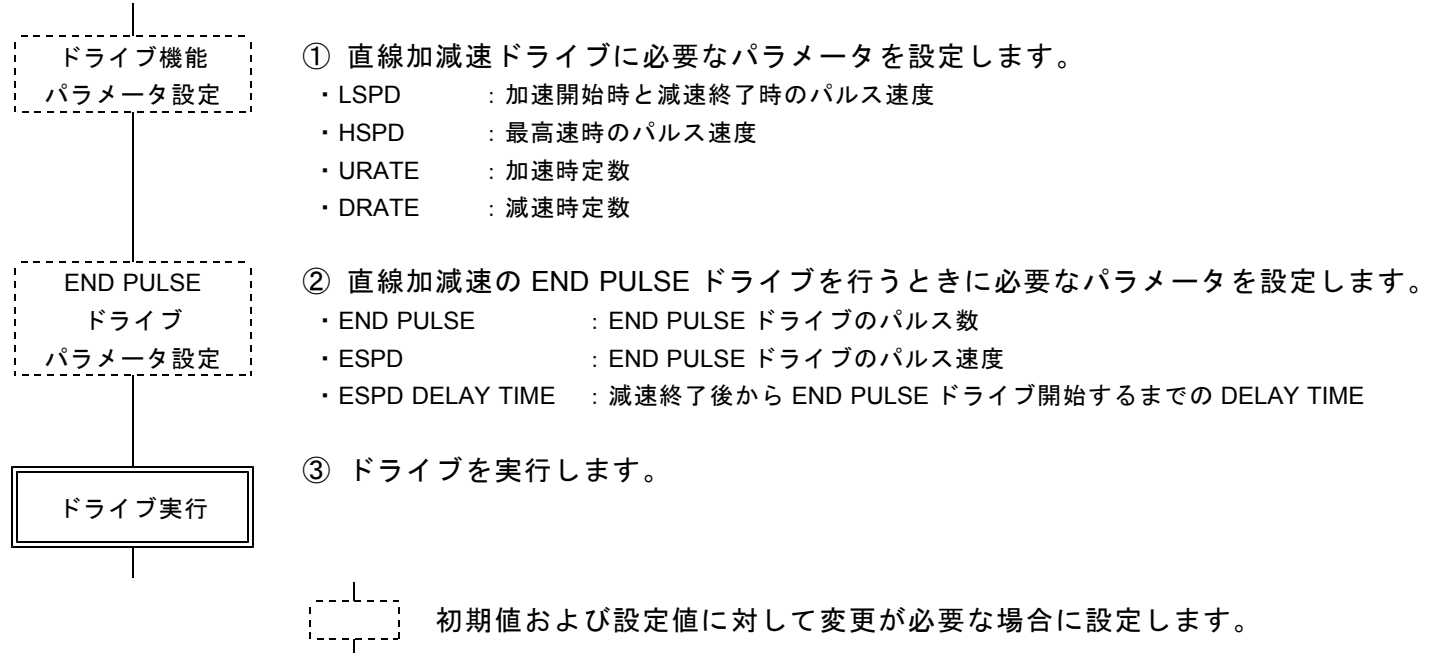 ドライブ機能
パラメータ設定
① 直線加減速ドライブに必要なパラメータを設定します。
・LSPD : 加速開始時と減速終了時のパルス速度
・HSPD : 最高速時のパルス速度
・URATE : 加速時定数
・DRATE : 減速時定数
END PULSE
ドライブ
パラメータ設定
② 直線加減速の END PULSE ドライブを行うときに必要なパラメータを設定します。
・END PULSE : END PULSE ドライブのパルス数
・ESPD : END PULSE ドライブのパルス速度
・ESPD DELAY TIME : 減速終了後から END PULSE ドライブ開始するまでの DELAY TIME
ドライブ実行
③ ドライブを実行します。
初期値および設定値に対して変更が必要な場合に設定します。